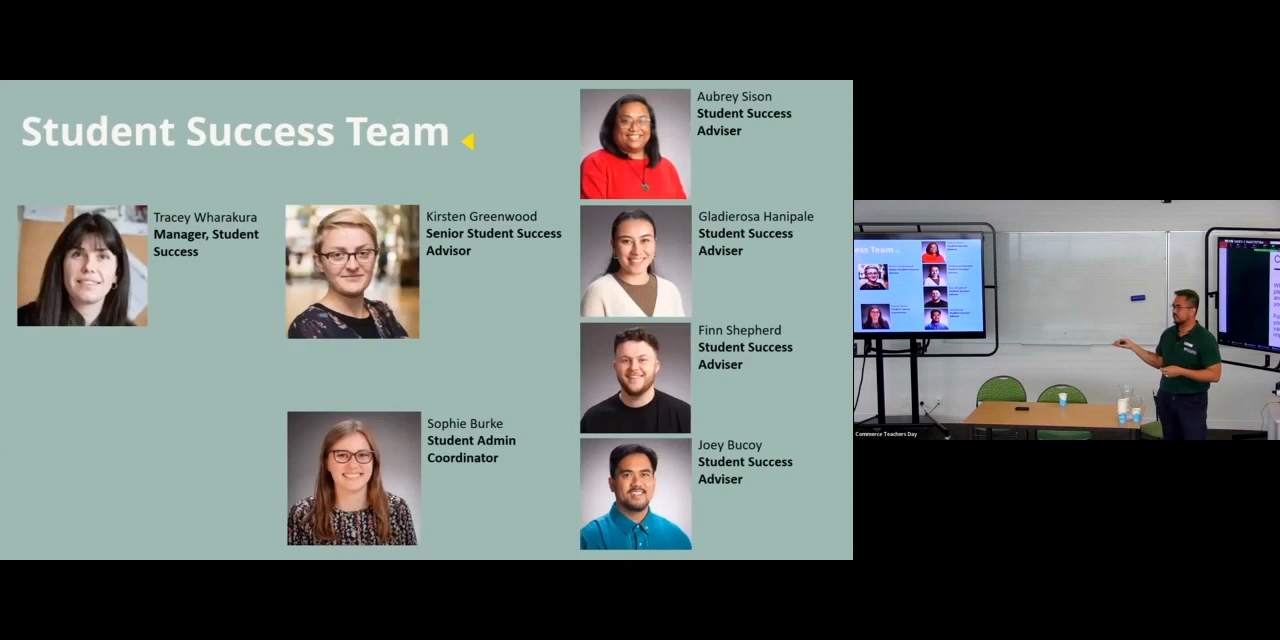 Student Success Team
Tracey Wharakura
Manager, Student
Success
Kirsten Greenwood
Senior Student Success
Advisor
Sophie Burke
Student Admin
Coordinator
Aubrey Sison
Student Success
Adviser
Gladierosa Hanipale
Student Success
Adviser
Finn Shepherd
Student Success
Adviser
Joey Bucoy
Student Success
Adviser
ess Team
Commerce Teachers Day